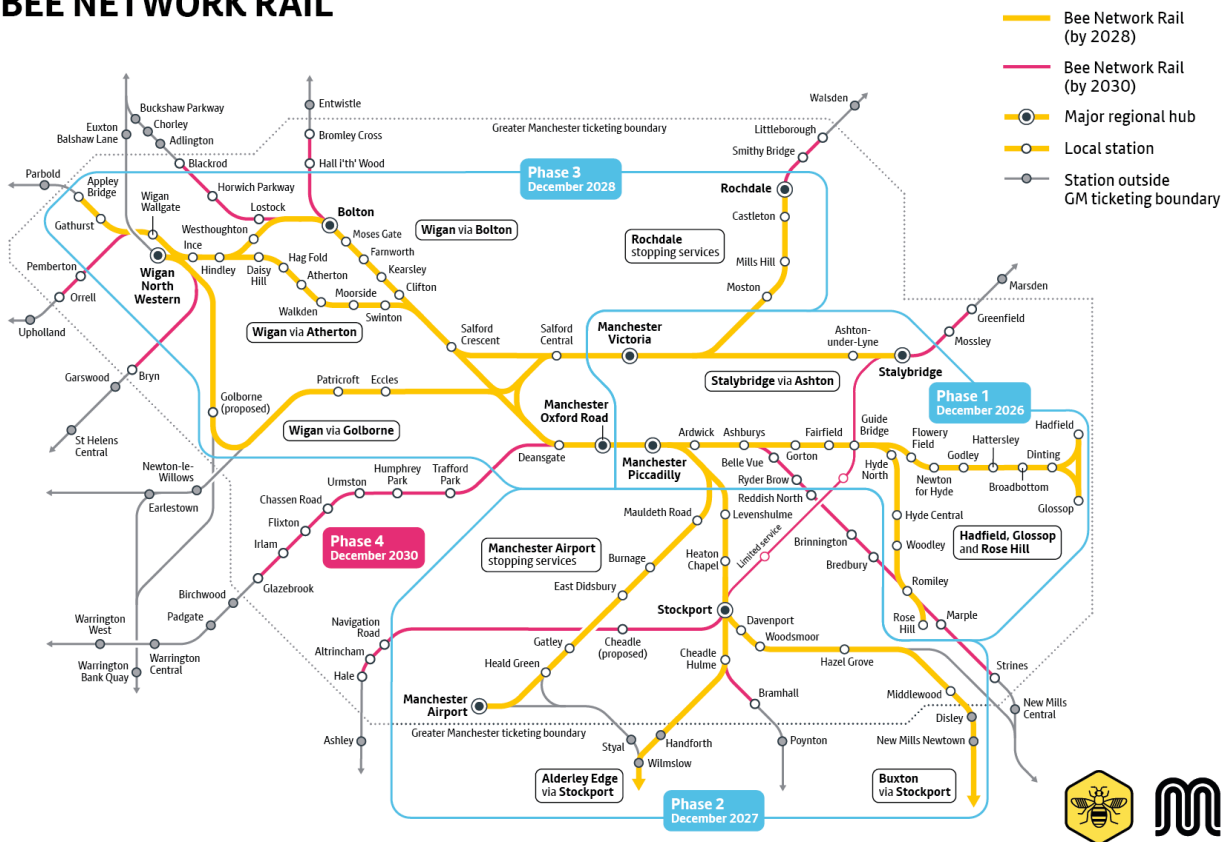 BEE NETWORK RAIL
Bee Network Rail
(by 2028)
Bee Network Rail
(by 2030)
Major regional hub
Local station
Station outside
GM ticketing boundary
Entwistle
Bromley Cross
Hall i'th' Wood
Buckshaw Parkway
Chorley
Adlington
Euxton
Balshaw Lane
Blackrod
Horwich Parkway
Lostock
Greater Manchester ticketing boundary
Walsden
Littleborough
Smithy Bridge
Phase 3
December 2028
Parbold
Appley
Bridge
Gathurst
Wigan
Wallgate
Westhoughton
Ince
Hindley
Wigan
North
Western
Daisy
Hill
Hag Fold
Atherton
Walkden
Moorside
Swinton
Bolton
Moses Gate
Farnworth
Kearsley
Clifton
Wigan via Bolton
Rochdale
Castleton
Mills Hill
Moston
Rochdale
stopping services
Pemberton
Orrell
Upholland
Wigan via Atherton
Salford
Crescent
Salford
Central
Manchester
Victoria
Ashton-
under-Lyne
Stalybridge
Marsden
Greenfield
Mossley
Stalybridge via Ashton
Garswood
Bryn
St Helens
Central
Golborne
(proposed)
Patricroft
Eccles
Wigan via Golborne
Manchester
Oxford Road
Deansgate
Manchester
Piccadilly
Ardwick
Ashburys
Gorton
Fairfield
Guide
Bridge
Phase 1
December 2026
Flowery
Field
Newton
for Hyde
Godley
Hattersley
Broadbottom
Dinting
Hadfield
Glossop
Hyde
North
Hyde Central
Woodley
Romiley
Rose
Hill
Hadfield, Glossop
and Rose Hill
Belle Vue
Ryder Brow
Reddish North
Brinnington
Bredbury
Marple
Strines
New Mills
Central
Newton-le-
Willows
Earlestown
Chassen Road
Urmston
Humphrey
Park
Trafford
Park
Flixton
Irlam
Glazebrook
Birchwood
Padgate
Warrington
West
Warrington
Central
Warrington
Bank Quay
Phase 4
December 2030
Mauldeth Road
Burnage
East Didsbury
Gatley
Heald Green
Manchester
Airport
Manchester Airport
stopping services
Levenshulme
Heaton
Chapel
Limited service
Stockport
Davenport
Woodsmoor
Hazel Grove
Middlewood
Disley
New Mills Newtown
Navigation
Road
Altrincham
Hale
Ashley
Cheadle
(proposed)
Cheadle
Hulme
Bramhall
Poynton
Greater Manchester ticketing boundary
Styal
Handforth
Wilmslow
Alderley Edge
via Stockport
Buxton
via Stockport
Phase 2
December 2027